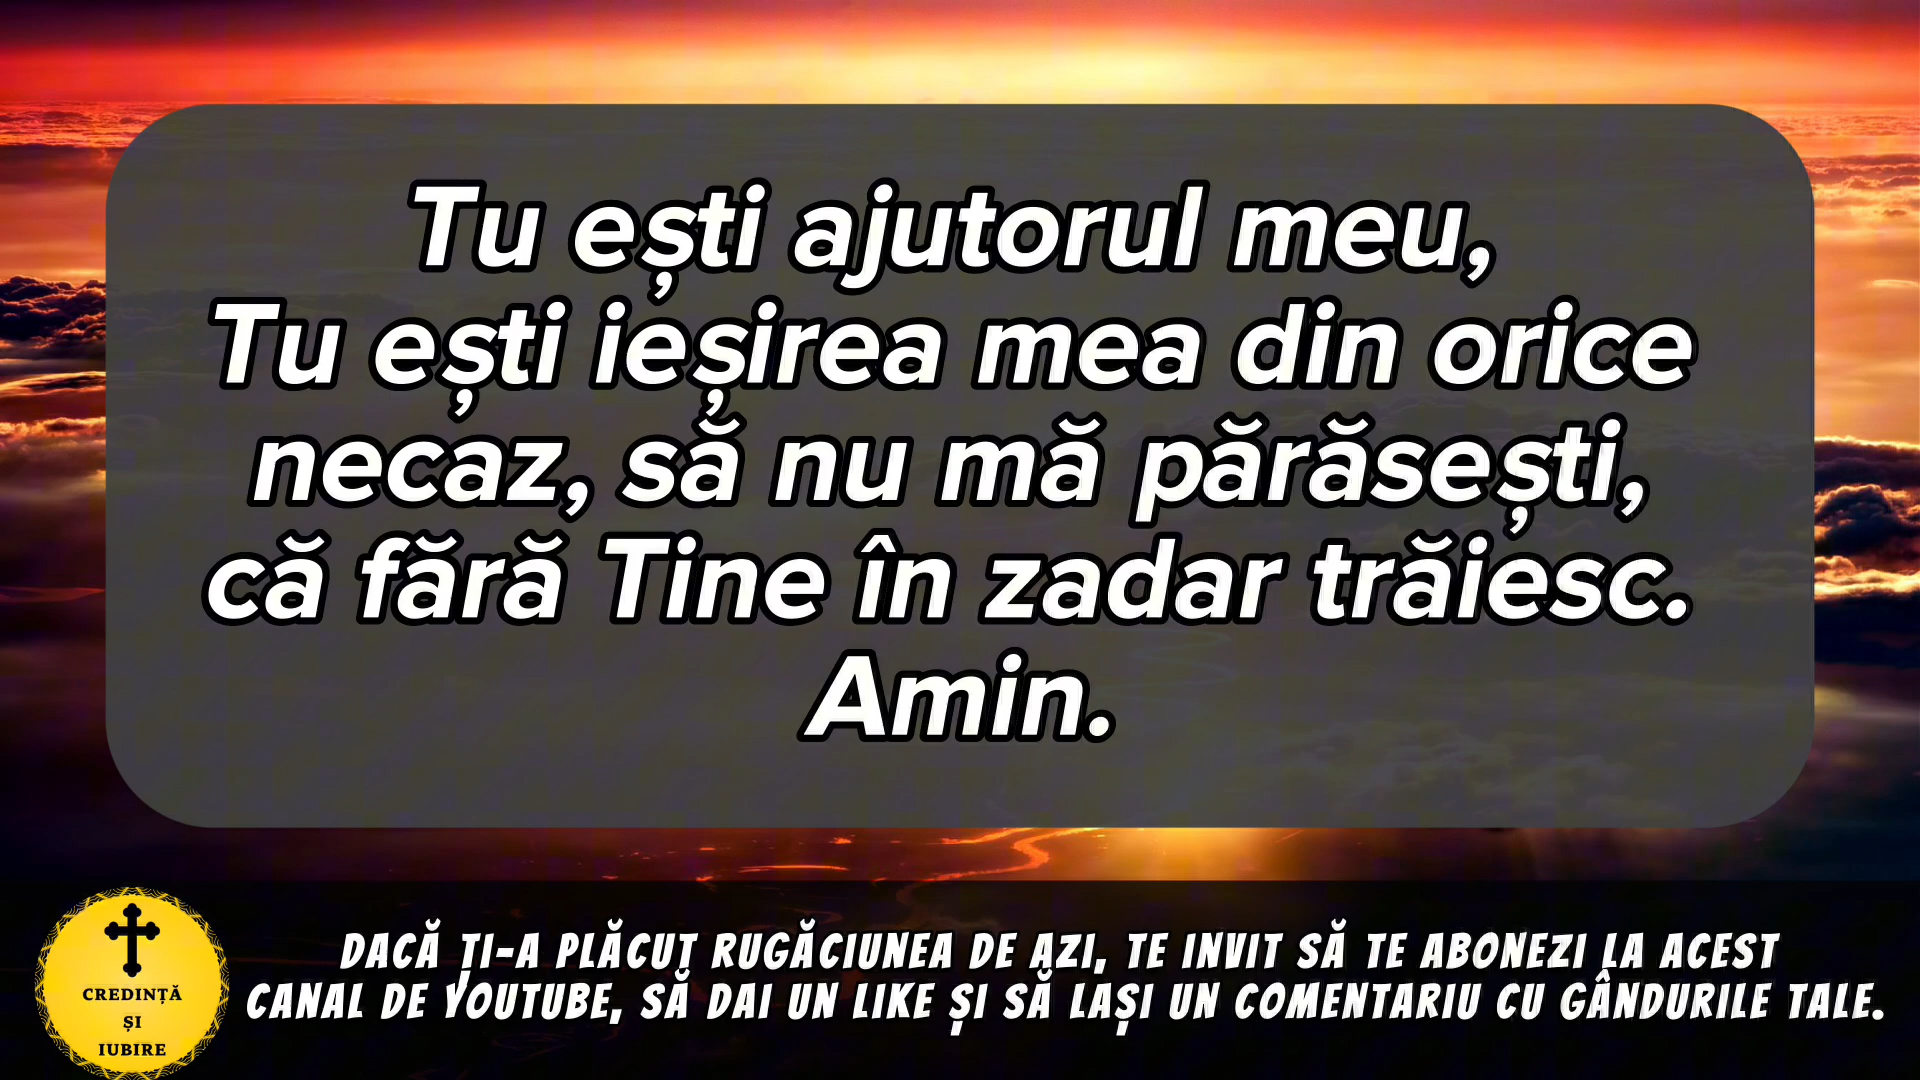 Tu ești ajutorul meu,
Tu ești ieșirea mea din orice
necaz, să nu mă părăsești,
că fără Tine în zadar trăiesc.
Amin.
DACĂ ȚI-A PLĂCUT RUGĂCIUNEA DE AZI, TE INVIT SĂ TE ABONEZI LA ACEST
CANAL DE YOUTUBE, SĂ DAI UN LIKE ȘI SĂ LAȘI UN COMENTARIU CU GÂNDURILE TALE.
CREDINȚĂ
ȘI
IUBIRE